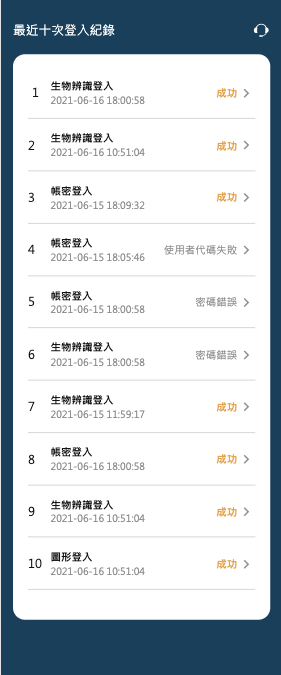 最近十次登入紀錄
1 生物辨識登入 成功
2021-06-16 18:00:58
2 生物辨識登入 成功
2021-06-16 10:51:04
3 帳密登入 成功
2021-06-15 18:09:32
4 帳密登入 使用者代碼失敗
2021-06-15 18:05:46
5 帳密登入 密碼錯誤
2021-06-15 18:00:58
6 生物辨識登入 密碼錯誤
2021-06-15 18:00:58
7 生物辨識登入 成功
2021-06-15 11:59:17
8 帳密登入 成功
2021-06-16 18:00:58
9 生物辨識登入 成功
2021-06-16 10:51:04
10 圖形登入 成功
2021-06-16 10:51:04